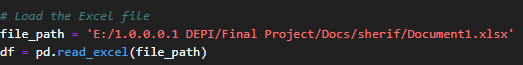 # Load the Excel file
file_path = 'E:/1.0.0.0.1 DEPI/Final Project/Docs/sherif/Document1.xlsx'
df = pd.read_excel(file_path)